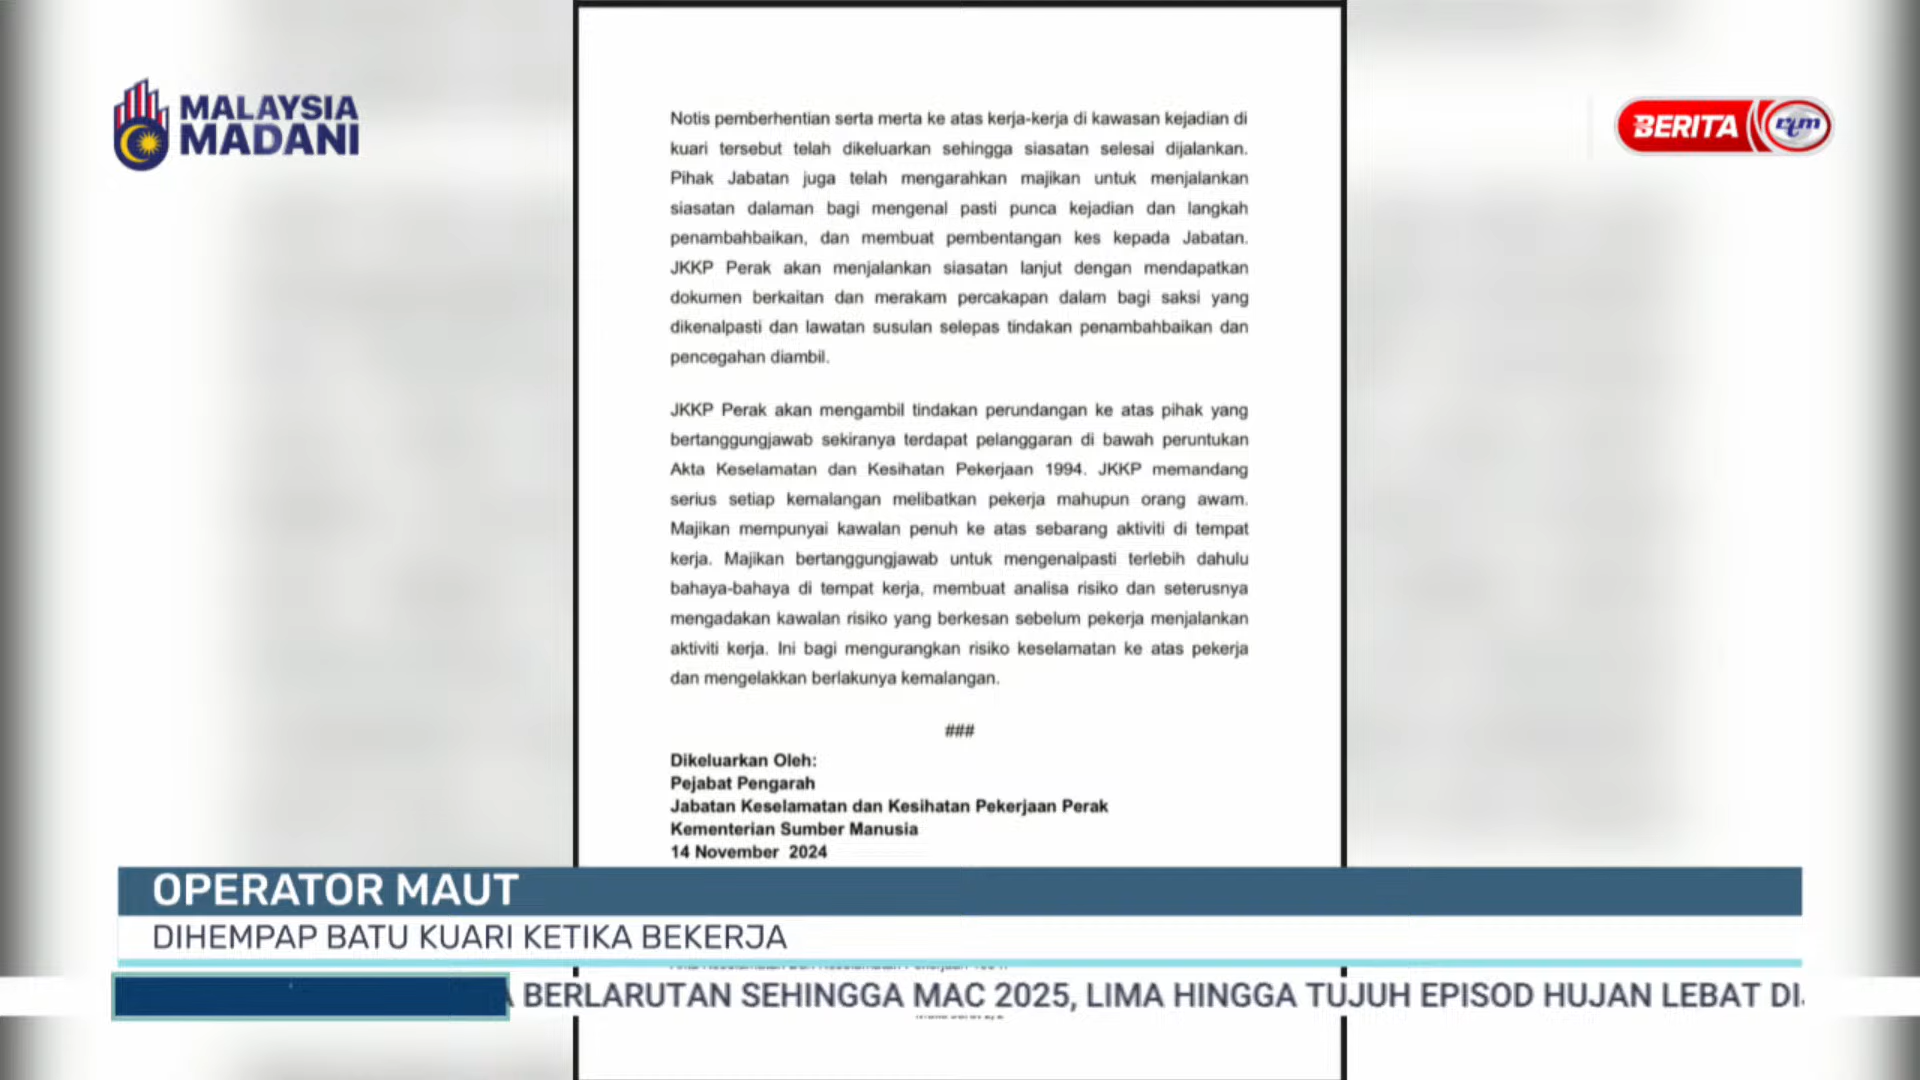 MALAYSIA
MADANI
BERITA rtm
Notis pemberhentian serta merta ke atas kerja-kerja di kawasan kejadian di
kuari tersebut telah dikeluarkan sehingga siasatan selesai dijalankan.
Pihak Jabatan juga telah mengarahkan majikan untuk menjalankan
siasatan dalaman bagi mengenal pasti punca kejadian dan langkah
penambahbaikan, dan membuat pembentangan kes kepada Jabatan.
JKKP Perak akan menjalankan siasatan lanjut dengan mendapatkan
dokumen berkaitan dan merakam percakapan dalam bagi saksi yang
dikenalpasti dan lawatan susulan selepas tindakan penambahbaikan dan
pencegahan diambil.
JKKP Perak akan mengambil tindakan perundangan ke atas pihak yang
bertanggungjawab sekiranya terdapat pelanggaran di bawah peruntukan
Akta Keselamatan dan Kesihatan Pekerjaan 1994. JKKP memandang
serius setiap kemalangan melibatkan pekerja mahupun orang awam.
Majikan mempunyai kawalan penuh ke atas sebarang aktiviti di tempat
kerja. Majikan bertanggungjawab untuk mengenalpasti terlebih dahulu
bahaya-bahaya di tempat kerja, membuat analisa risiko dan seterusnya
mengadakan kawalan risiko yang berkesan sebelum pekerja menjalankan
aktiviti kerja. Ini bagi mengurangkan risiko keselamatan ke atas pekerja
dan mengelakkan berlakunya kemalangan.
###
Dikeluarkan Oleh:
Pejabat Pengarah
Jabatan Keselamatan dan Kesihatan Pekerjaan Perak
Kementerian Sumber Manusia
14 November 2024
OPERATOR MAUT
DIHEMPAP BATU KUARI KETIKA BEKERJA
BERLARUTAN SEHINGGA MAC 2025, LIMA HINGGA TUJUH EPISOD HUJAN LEBAT